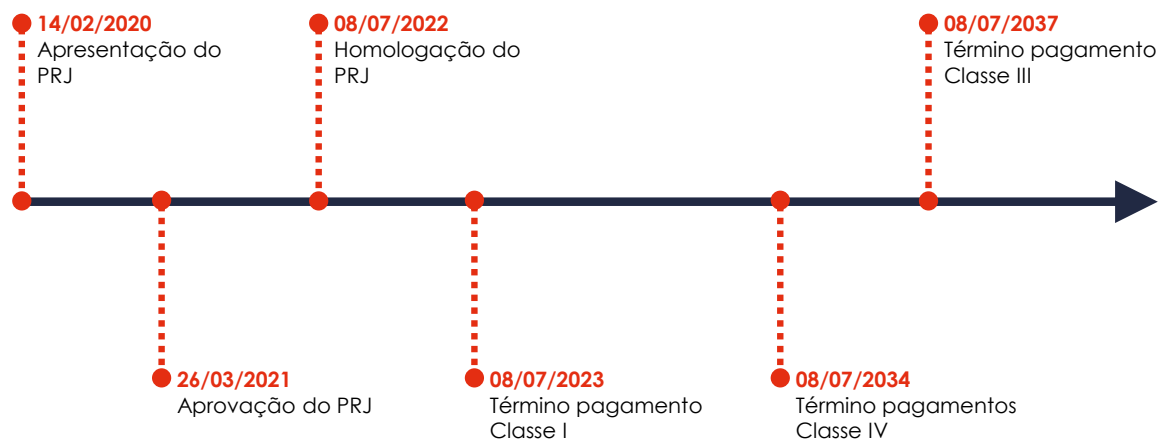 14/02/2020
Apresentação do
PRJ
08/07/2022
Homologação do
PRJ
08/07/2037
Término pagamento
Classe III
26/03/2021
Aprovação do PRJ
08/07/2023
Término pagamento
Classe I
08/07/2034
Término pagamentos
Classe IV